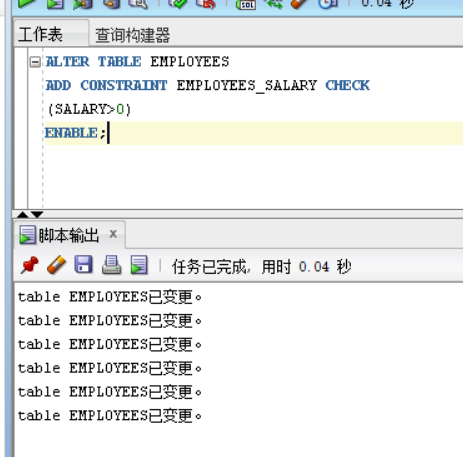 0.04 秒
工作表 查询构建器
ALTER TABLE EMPLOYEES
ADD CONSTRAINT EMPLOYEES_SALARY CHECK
(SALARY>0)
ENABLE;
脚本输出 x
任务已完成, 用时 0.04 秒
table EMPLOYEES已变更。
table EMPLOYEES已变更。
table EMPLOYEES已变更。
table EMPLOYEES已变更。
table EMPLOYEES已变更。
table EMPLOYEES已变更。